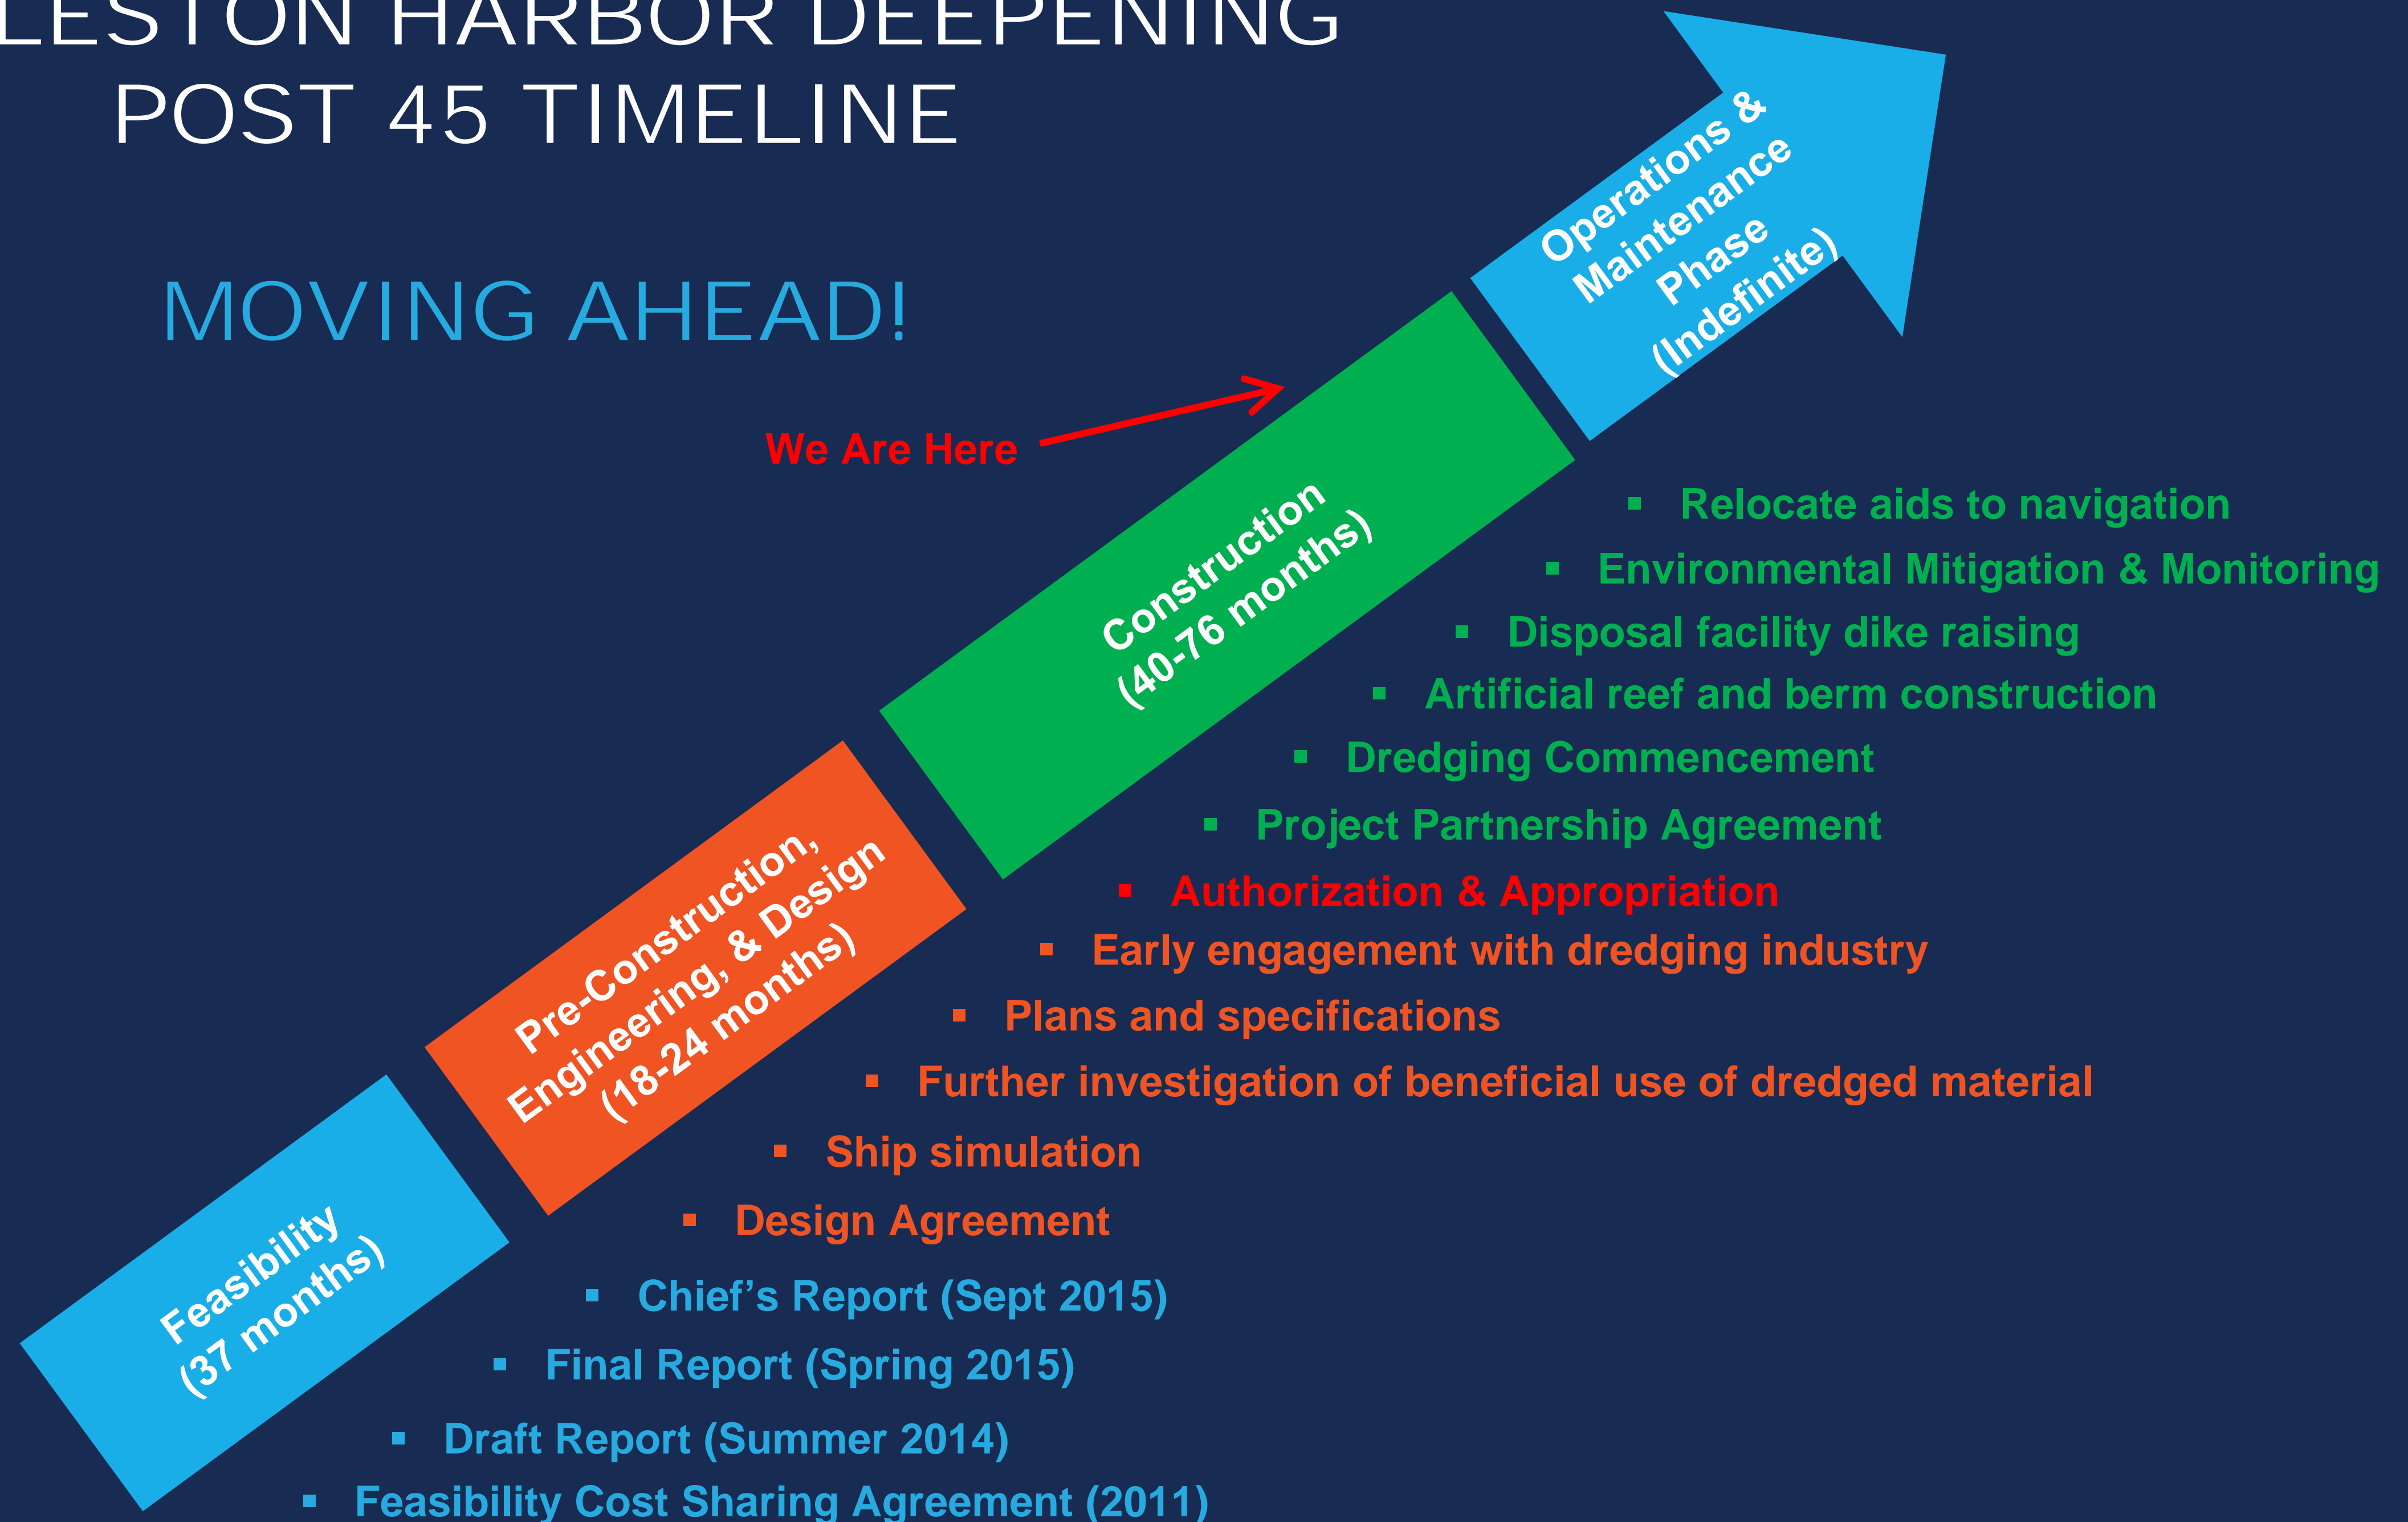 LESTON HARBOR DEEPENING
POST 45 TIMELINE
MOVING AHEAD!
Operations &
Maintenance
Phase
(Indefinite)
We Are Here
Construction
(40-76 months)
▪ Relocate aids to navigation
▪ Environmental Mitigation & Monitoring
▪ Disposal facility dike raising
▪ Artificial reef and berm construction
▪ Dredging Commencement
▪ Project Partnership Agreement
▪ Authorization & Appropriation
Pre-Construction,
Engineering, & Design
(18-24 months)
▪ Early engagement with dredging industry
▪ Plans and specifications
▪ Further investigation of beneficial use of dredged material
▪ Ship simulation
▪ Design Agreement
Feasibility
(37 months)
▪ Chief’s Report (Sept 2015)
▪ Final Report (Spring 2015)
▪ Draft Report (Summer 2014)
▪ Feasibility Cost Sharing Agreement (2011)